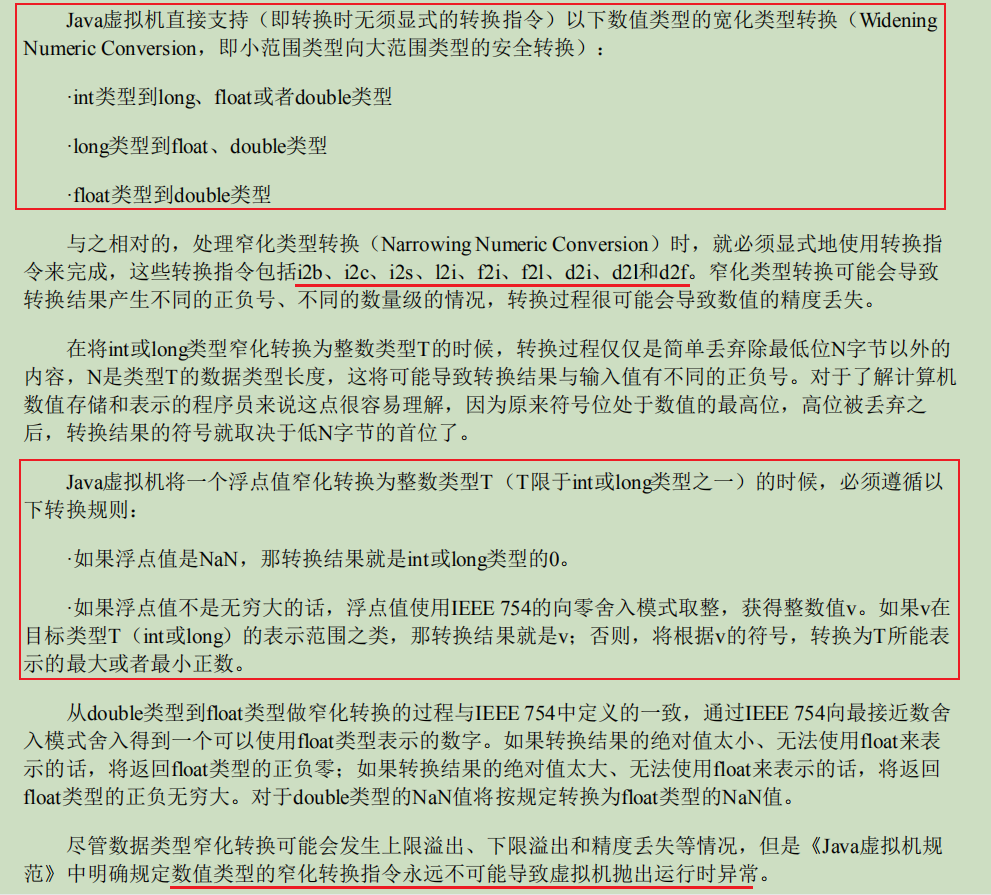 Java虚拟机直接支持（即转换时无须显式的转换指令）以下数值类型的宽化类型转换（Widening
Numeric Conversion，即小范围类型向大范围类型的安全转换）：
·int类型到long、float或者double类型
·long类型到float、double类型
·float类型到double类型
与之相对的，处理窄化类型转换（Narrowing Numeric Conversion）时，就必须显式地使用转换指
令来完成，这些转换指令包括i2b、i2c、i2s、l2i、f2i、f2l、d2i、d2l和d2f。窄化类型转换可能会导致
转换结果产生不同的正负号、不同的数量级的情况，转换过程很可能会导致数值的精度丢失。
在将int或long类型窄化转换为整数类型T的时候，转换过程仅仅是简单丢弃除最低位N字节以外的
内容，N是类型T的数据类型长度，这将可能导致转换结果与输入值有不同的正负号。对于了解计算机
数值存储和表示的程序员来说这点很容易理解，因为原来符号位处于数值的最高位，高位被丢弃之
后，转换结果的符号就取决于低N字节的首位了。
Java虚拟机将一个浮点值窄化转换为整数类型T（T限于int或long类型之一）的时候，必须遵循以
下转换规则：
·如果浮点值是NaN，那转换结果就是int或long类型的0。
·如果浮点值不是无穷大的话，浮点值使用IEEE 754的向零舍入模式取整，获得整数值v。如果v在
目标类型T（int或long）的表示范围之类，那转换结果就是v；否则，将根据v的符号，转换为T所能表
示的最大或者最小正数。
从double类型到float类型做窄化转换的过程与IEEE 754中定义的一致，通过IEEE 754向最接近数舍
入模式舍入得到一个可以使用float类型表示的数字。如果转换结果的绝对值太小、无法使用float来表
示的话，将返回float类型的正负零；如果转换结果的绝对值太大、无法使用float来表示的话，将返回
float类型的正负无穷大。对于double类型的NaN值将按规定转换为float类型的NaN值。
尽管数据类型窄化转换可能会发生上限溢出、下限溢出和精度丢失等情况，但是《Java虚拟机规
范》中明确规定数值类型的窄化转换指令永远不可能导致虚拟机抛出运行时异常。